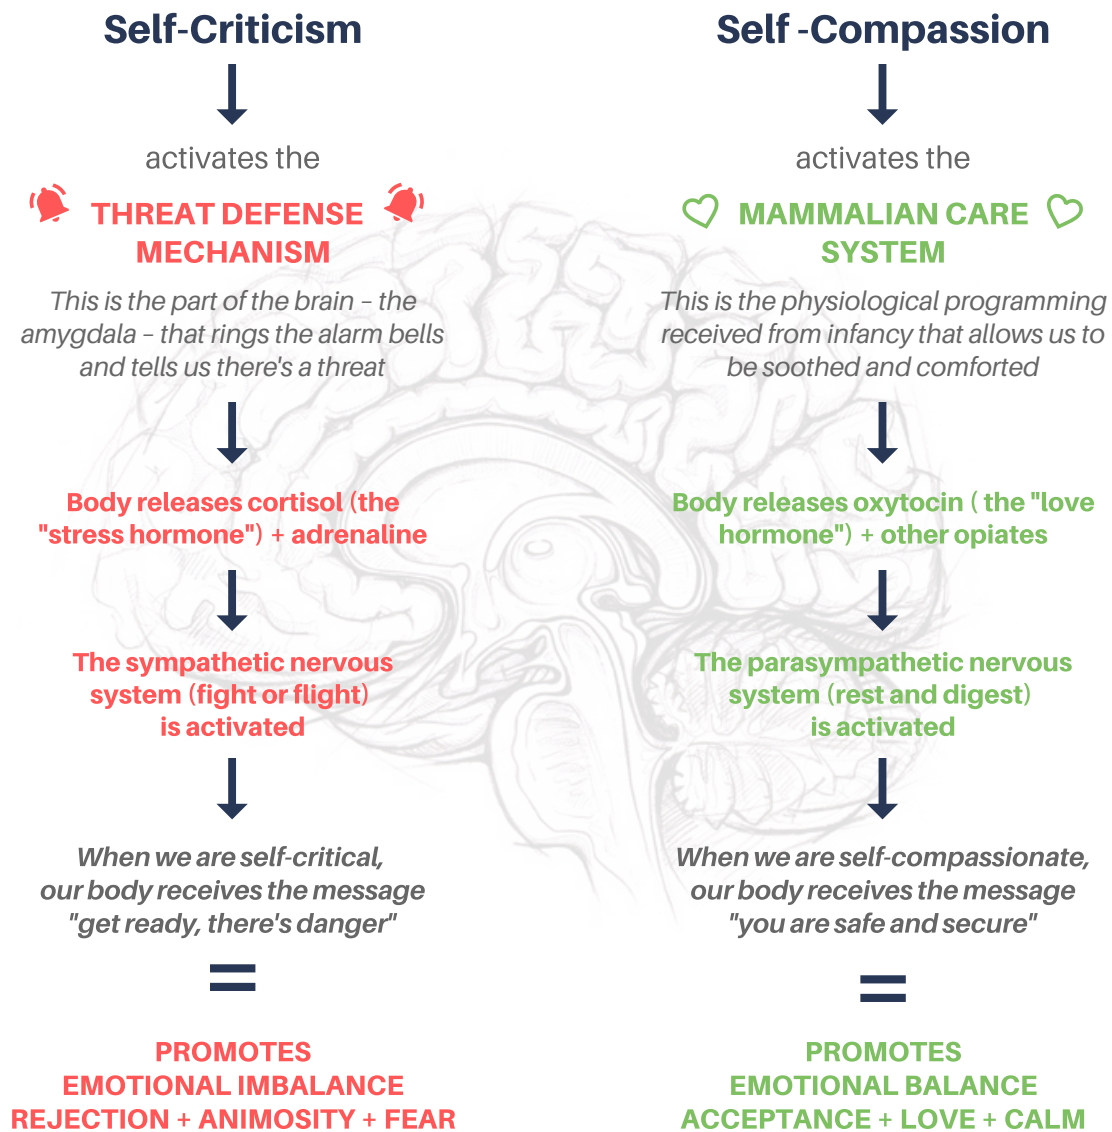 Self-Criticism
activates the
THREAT DEFENSE
MECHANISM
This is the part of the brain – the
amygdala – that rings the alarm bells
and tells us there's a threat
Body releases cortisol (the
"stress hormone") + adrenaline
The sympathetic nervous
system (fight or flight)
is activated
When we are self-critical,
our body receives the message
"get ready, there's danger"
=
PROMOTES
EMOTIONAL IMBALANCE
REJECTION + ANIMOSITY + FEAR
Self -Compassion
activates the
MAMMALIAN CARE
SYSTEM
This is the physiological programming
received from infancy that allows us to
be soothed and comforted
Body releases oxytocin ( the "love
hormone") + other opiates
The parasympathetic nervous
system (rest and digest)
is activated
When we are self-compassionate,
our body receives the message
"you are safe and secure"
=
PROMOTES
EMOTIONAL BALANCE
ACCEPTANCE + LOVE + CALM